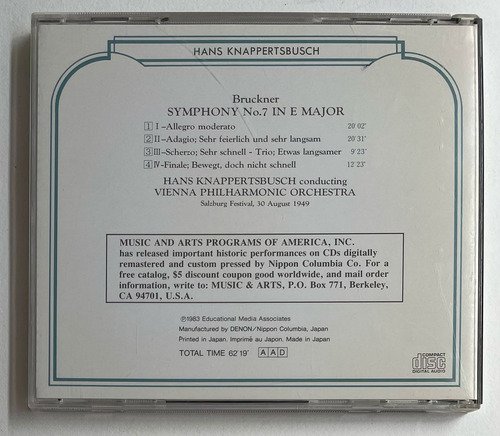 HANS KNAPPERTSBUSCH
Bruckner
SYMPHONY No.7 IN E MAJOR
1 I–Allegro moderato 20'02"
2 II–Adagio; Sehr feierlich und sehr langsam 20'31"
3 III–Scherzo; Sehr schnell - Trio; Etwas langsamer 9'23"
4 IV–Finale; Bewegt, doch nicht schnell 12'23"
HANS KNAPPERTSBUSCH conducting
VIENNA PHILHARMONIC ORCHESTRA
Salzburg Festival, 30 August 1949
MUSIC AND ARTS PROGRAMS OF AMERICA, INC.
has released important historic performances on CDs digitally
remastered and custom pressed by Nippon Columbia Co. For a
free catalog, $5 discount coupon good worldwide, and mail order
information, write to: MUSIC & ARTS, P.O. Box 771, Berkeley,
CA 94701, U.S.A.
Ⓟ1983 Educational Media Associates
Manufactured by DENON/Nippon Columbia, Japan
Printed in Japan. Imprimé au Japon. Made in Japan
TOTAL TIME 62'19" AAD
COMPACT
disc
DIGITAL AUDIO